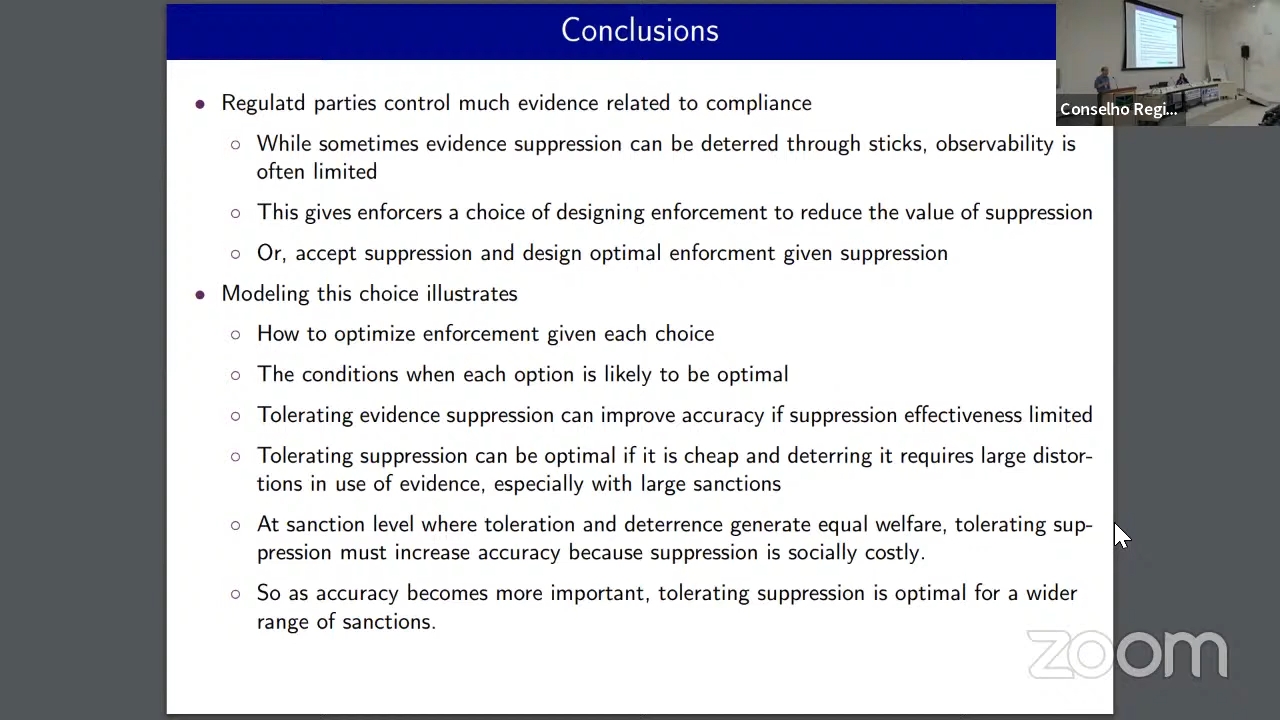 Conclusions
Conselho Regi...
• Regulatd parties control much evidence related to compliance
○ While sometimes evidence suppression can be deterred through sticks, observability is
often limited
○ This gives enforcers a choice of designing enforcement to reduce the value of suppression
○ Or, accept suppression and design optimal enforcment given suppression
• Modeling this choice illustrates
○ How to optimize enforcement given each choice
○ The conditions when each option is likely to be optimal
○ Tolerating evidence suppression can improve accuracy if suppression effectiveness limited
○ Tolerating suppression can be optimal if it is cheap and deterring it requires large distor-
tions in use of evidence, especially with large sanctions
○ At sanction level where toleration and deterrence generate equal welfare, tolerating sup-
pression must increase accuracy because suppression is socially costly.
○ So as accuracy becomes more important, tolerating suppression is optimal for a wider
range of sanctions.
zoom